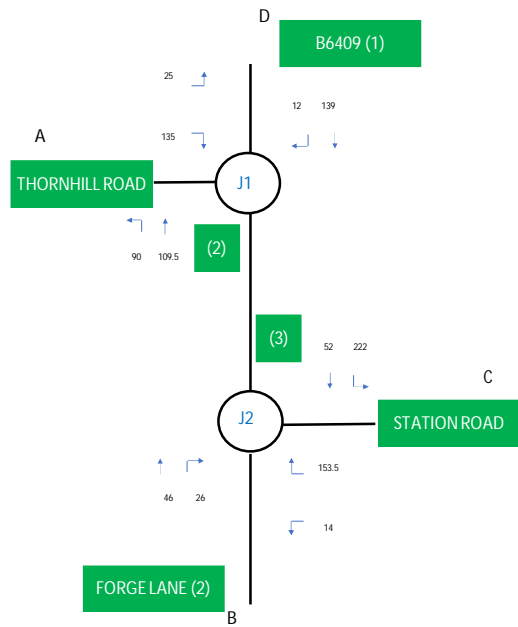 D
B6409 (1)
25
12 139
A
135
THORNHILL ROAD
J1
90 109.5
(2)
(3)
52 222
C
J2
STATION ROAD
153.5
46 26
14
FORGE LANE (2)
B